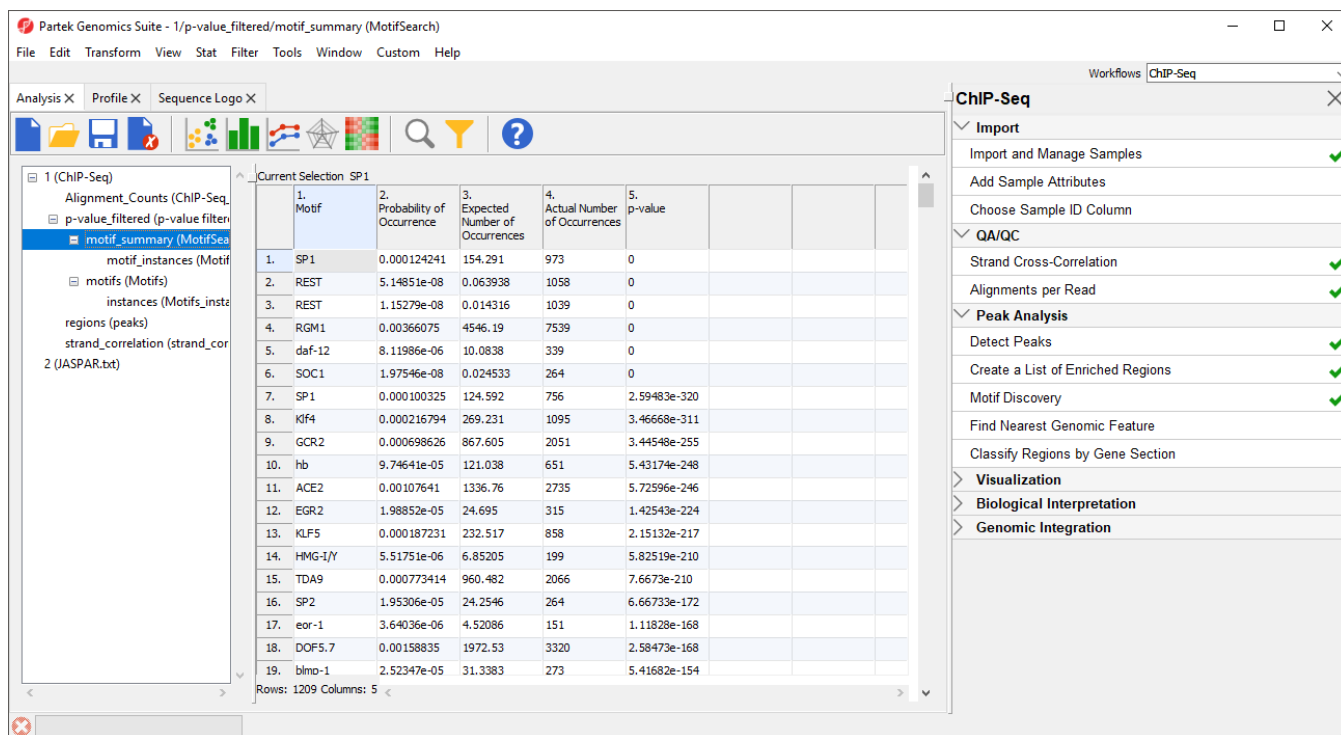 Partek Genomics Suite - 1/p-value_filtered/motif_summary (MotifSearch)
File Edit Transform View Stat Filter Tools Window Custom Help
Workflows ChIP-Seq
Analysis Profile Sequence Logo
ChIP-Seq
Import
Import and Manage Samples
Add Sample Attributes
Choose Sample ID Column
QA/QC
Strand Cross-Correlation
Alignments per Read
Peak Analysis
Detect Peaks
Create a List of Enriched Regions
Motif Discovery
Find Nearest Genomic Feature
Classify Regions by Gene Section
Visualization
Biological Interpretation
Genomic Integration
1 (ChIP-Seq)
Alignment_Counts (ChIP-Seq_
p-value_filtered (p-value filter
motif_summary (MotifSea
motif_instances (Motif
motifs (Motifs)
instances (Motifs_insta
regions (peaks)
strand_correlation (strand_cor
2 (JASPAR.txt)
Current Selection SP1
1. Motif 2. Probability of Occurrence 3. Expected Number of Occurrences 4. Actual Number of Occurrences 5. p-value
1. SP1 0.000124241 154.291 973 0
2. REST 5.14851e-08 0.063938 1058 0
3. REST 1.15279e-08 0.014316 1039 0
4. RGM1 0.00366075 4546.19 7539 0
5. daf-12 8.11986e-06 10.0838 339 0
6. SOC1 1.97546e-08 0.024533 264 0
7. SP1 0.000100325 124.592 756 2.59483e-320
8. Klf4 0.000216794 269.231 1095 3.46668e-311
9. GCR2 0.000698626 867.605 2051 3.44548e-255
10. hb 9.74641e-05 121.038 651 5.43174e-248
11. ACE2 0.00107641 1336.76 2735 5.72596e-246
12. EGR2 1.98852e-05 24.695 315 1.42543e-224
13. KLF5 0.000187231 232.517 858 2.15132e-217
14. HMG-I/Y 5.51751e-06 6.85205 199 5.82519e-210
15. TDA9 0.000773414 960.482 2066 7.6673e-210
16. SP2 1.95306e-05 24.2546 264 6.66733e-172
17. eor-1 3.64036e-06 4.52086 151 1.11828e-168
18. DOF5.7 0.00158835 1972.53 3320 2.58473e-168
19. blmp-1 2.52347e-05 31.3383 273 5.41682e-154
Rows: 1209 Columns: 5